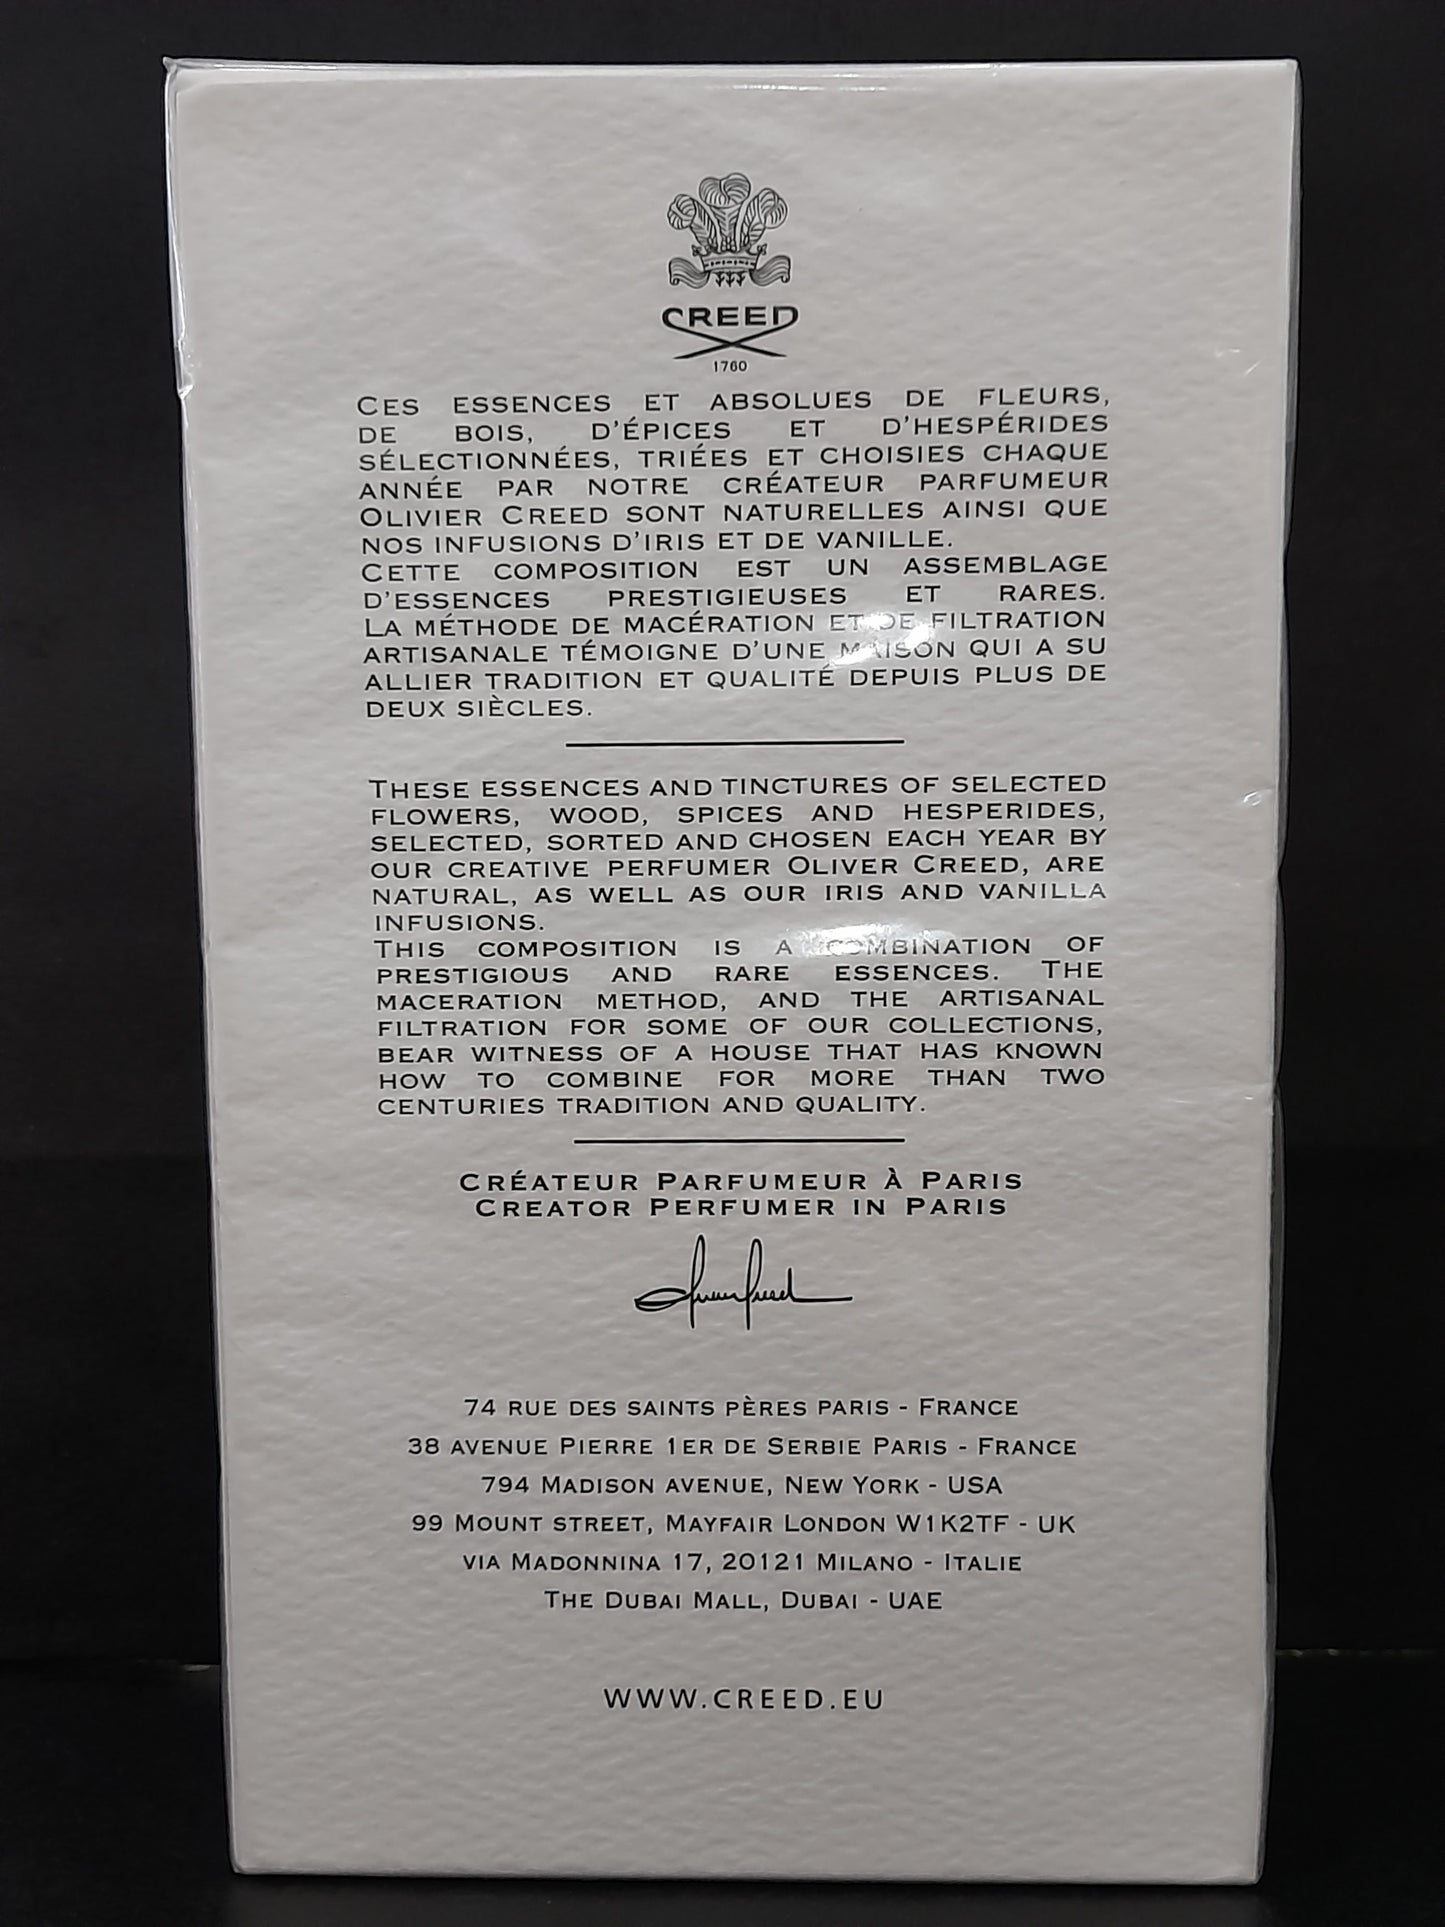 CREED
1760
CES ESSENCES ET ABSOLUES DE FLEURS,
DE BOIS, D'ÉPICES ET D'HESPÉRIDES
SÉLECTIONNÉES, TRIÉES ET CHOISIES CHAQUE
ANNÉE PAR NOTRE CRÉATEUR PARFUMEUR
OLIVIER CREED SONT NATURELLES AINSI QUE
NOS INFUSIONS D'IRIS ET DE VANILLE.
CETTE COMPOSITION EST UN ASSEMBLAGE
D'ESSENCES PRESTIGIEUSES ET RARES.
LA MÉTHODE DE MACÉRATION ET DE FILTRATION
ARTISANALE TÉMOIGNE D'UNE MAISON QUI A SU
ALLIER TRADITION ET QUALITÉ DEPUIS PLUS DE
DEUX SIÈCLES.
THESE ESSENCES AND TINCTURES OF SELECTED
FLOWERS, WOOD, SPICES AND HESPERIDES,
SELECTED, SORTED AND CHOSEN EACH YEAR BY
OUR CREATIVE PERFUMER OLIVER CREED, ARE
NATURAL, AS WELL AS OUR IRIS AND VANILLA
INFUSIONS.
THIS COMPOSITION IS A COMBINATION OF
PRESTIGIOUS AND RARE ESSENCES. THE
MACERATION METHOD, AND THE ARTISANAL
FILTRATION FOR SOME OF OUR COLLECTIONS,
BEAR WITNESS OF A HOUSE THAT HAS KNOWN
HOW TO COMBINE FOR MORE THAN TWO
CENTURIES TRADITION AND QUALITY.
CRÉATEUR PARFUMEUR À PARIS
CREATOR PERFUMER IN PARIS
74 RUE DES SAINTS PÈRES PARIS - FRANCE
38 AVENUE PIERRE 1ER DE SERBIE PARIS - FRANCE
794 MADISON AVENUE, NEW YORK - USA
99 MOUNT STREET, MAYFAIR LONDON W1K2TF - UK
VIA MADONNINA 17, 20121 MILANO - ITALIE
THE DUBAI MALL, DUBAI - UAE
WWW.CREED.EU